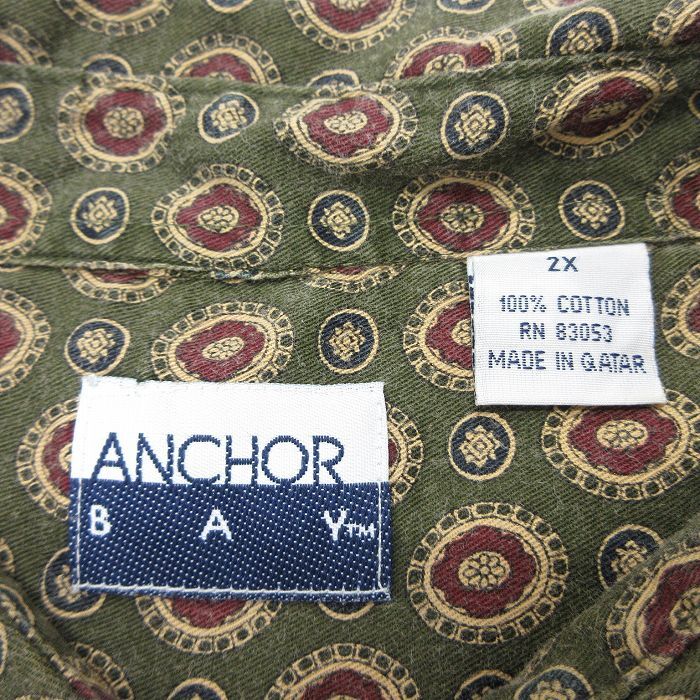 2X
100% COTTON
RN 83053
MADE IN QATAR
ANCHOR
B A Y™